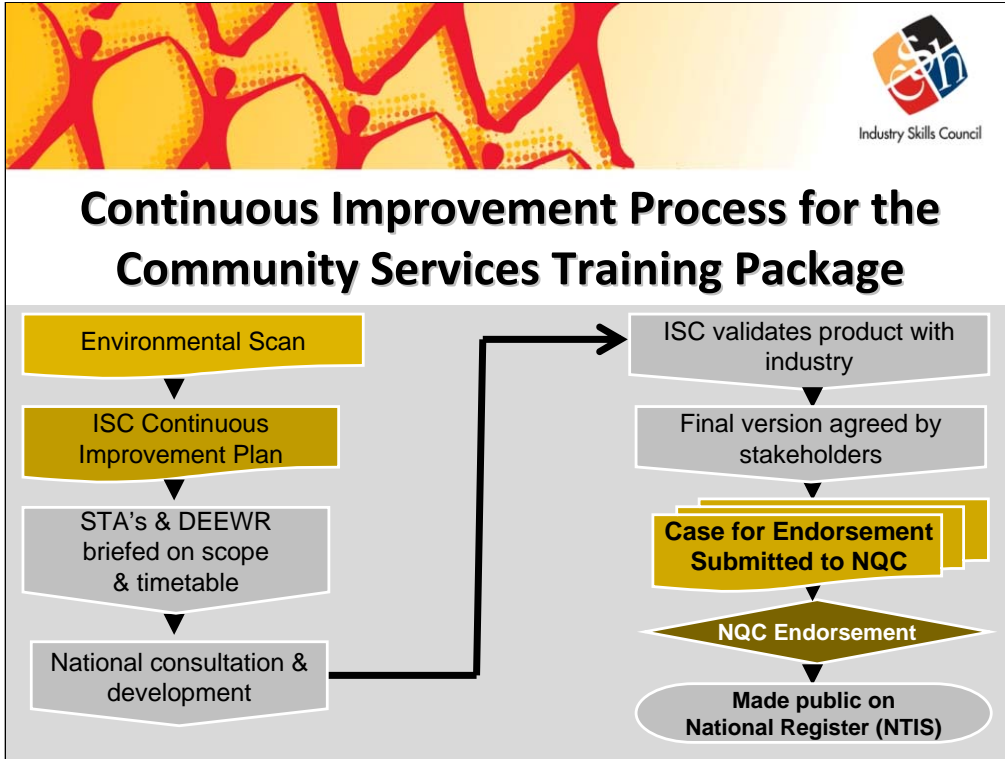 cs&h
Industry Skills Council
Continuous Improvement Process for the
Community Services Training Package
Environmental Scan
ISC Continuous
Improvement Plan
STA's & DEEWR
briefed on scope
& timetable
National consultation &
development
ISC validates product with
industry
Final version agreed by
stakeholders
Case for Endorsement
Submitted to NQC
NQC Endorsement
Made public on
National Register (NTIS)